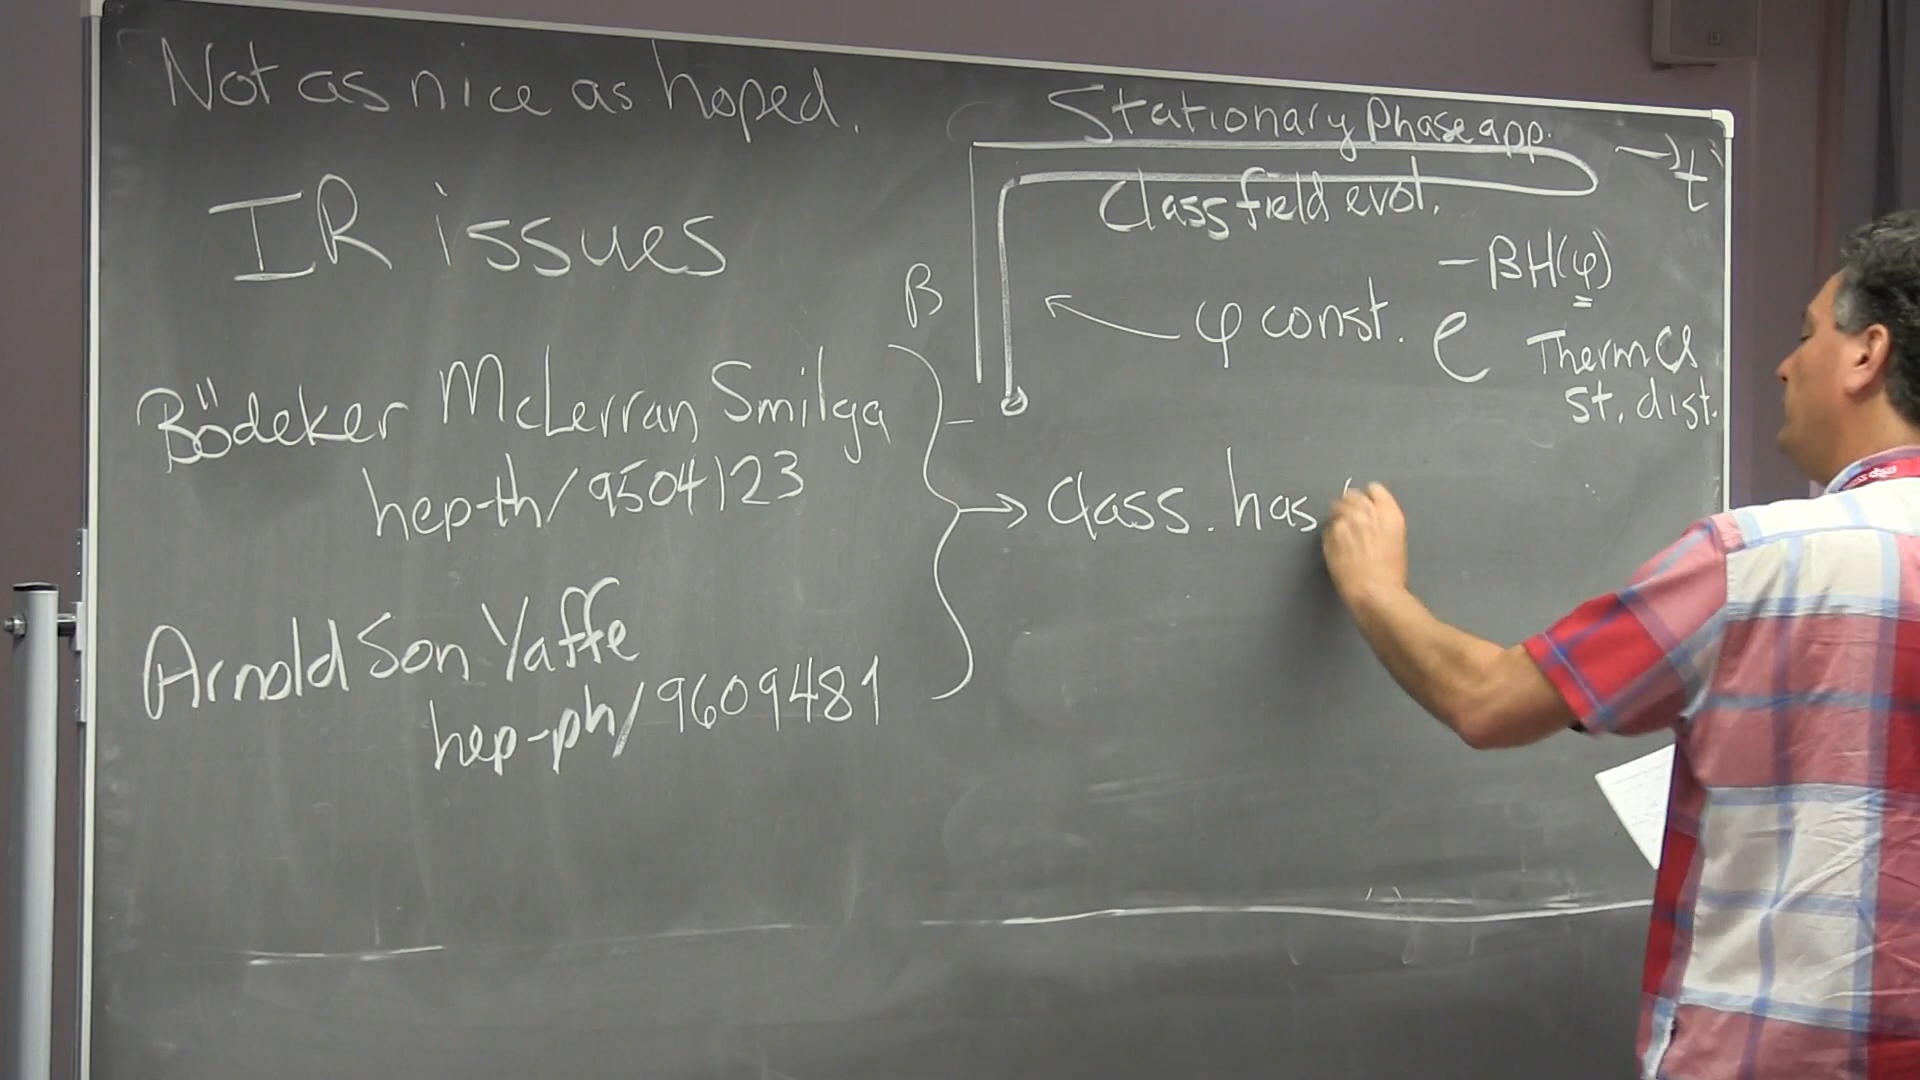 Not as nice as hoped.
IR issues
Bödeker McLerran Smilga
hep-th/9504123
Arnold Son Yaffe
hep-ph/9609481
Stationary Phase app.
→ t
Class field evol.
β
φ const.
e -βH(φ)
Therm Cl
st. dist.
→ Class. has